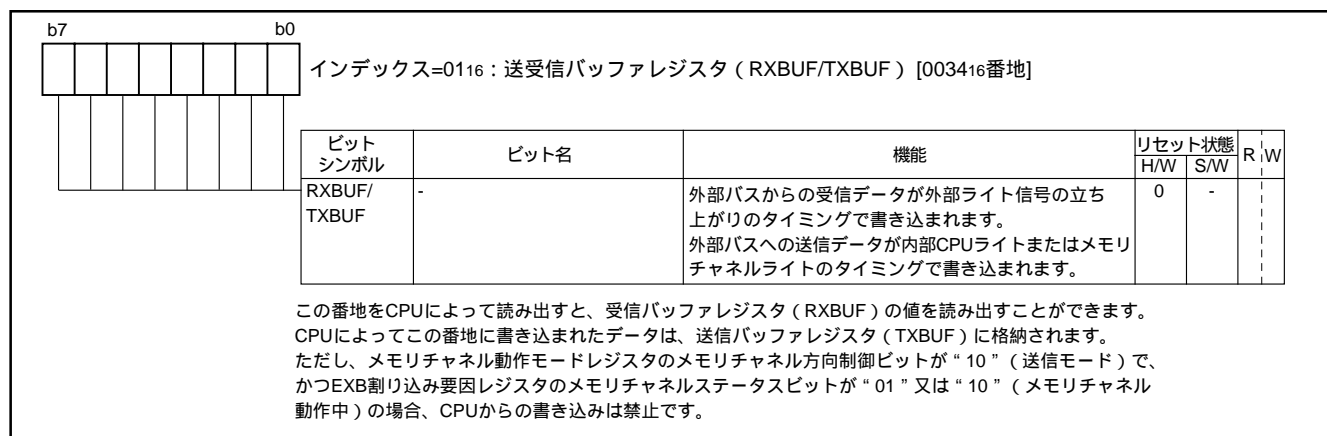 b7 b0
インデックス=0116：送受信バッファレジスタ（RXBUF/TXBUF） [003416番地]
ビット
シンボル
ビット名
機能
リセット状態
H/W S/W
R W
RXBUF/
TXBUF
-
外部バスからの受信データが外部ライト信号の立ち
上がりのタイミングで書き込まれます。
外部バスへの送信データが内部CPUライトまたはメモリ
チャネルライトのタイミングで書き込まれます。
0 -
この番地をCPUによって読み出すと、受信バッファレジスタ（RXBUF）の値を読み出すことができます。
CPUによってこの番地に書き込まれたデータは、送信バッファレジスタ（TXBUF）に格納されます。
ただし、メモリチャネル動作モードレジスタのメモリチャネル方向制御ビットが“10”（送信モード）で、
かつEXB割り込み要因レジスタのメモリチャネルステータスビットが“01”又は“10”（メモリチャネル
動作中）の場合、CPUからの書き込みは禁止です。